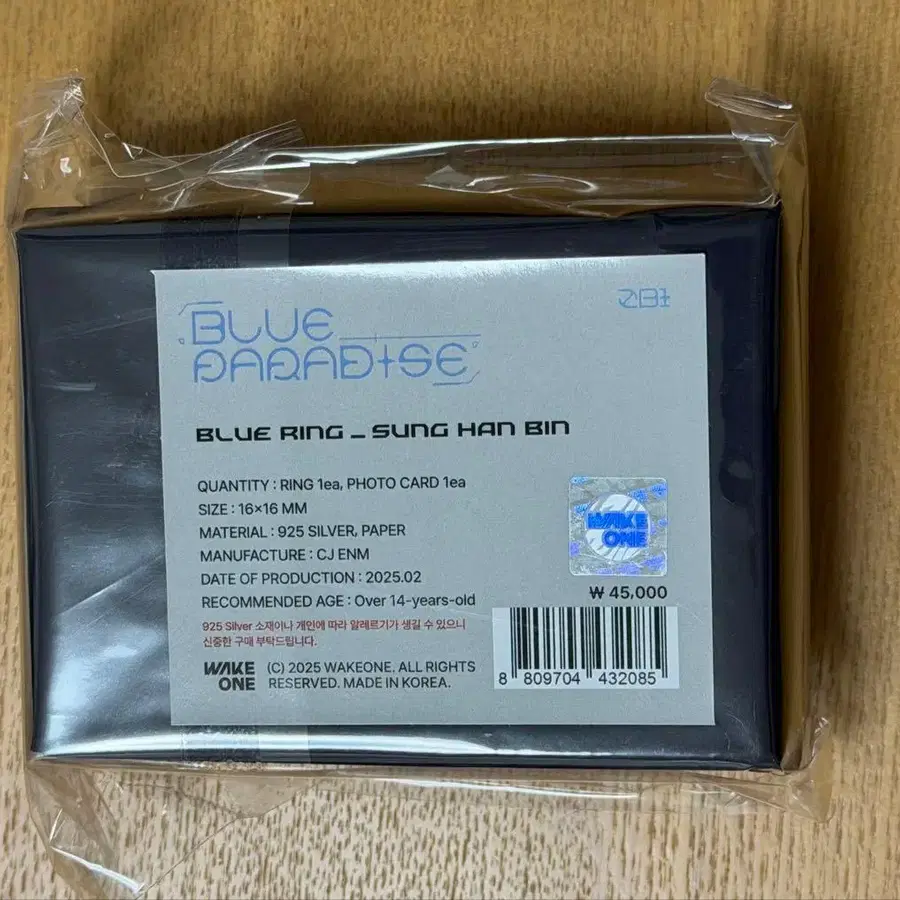 BLUE
PARADISE
ZB1
BLUE RING _ SUNG HAN BIN
QUANTITY : RING 1ea, PHOTO CARD 1ea
SIZE : 16×16 MM
MATERIAL : 925 SILVER, PAPER
MANUFACTURE : CJ ENM
DATE OF PRODUCTION : 2025.02
RECOMMENDED AGE : Over 14-years-old
925 Silver 소재이나 개인에 따라 알레르기가 생길 수 있으니
신중한 구매 부탁드립니다.
WAKE
ONE
(C) 2025 WAKEONE. ALL RIGHTS
RESERVED. MADE IN KOREA.
WAKE
ONE
₩ 45,000
8 809704 432085